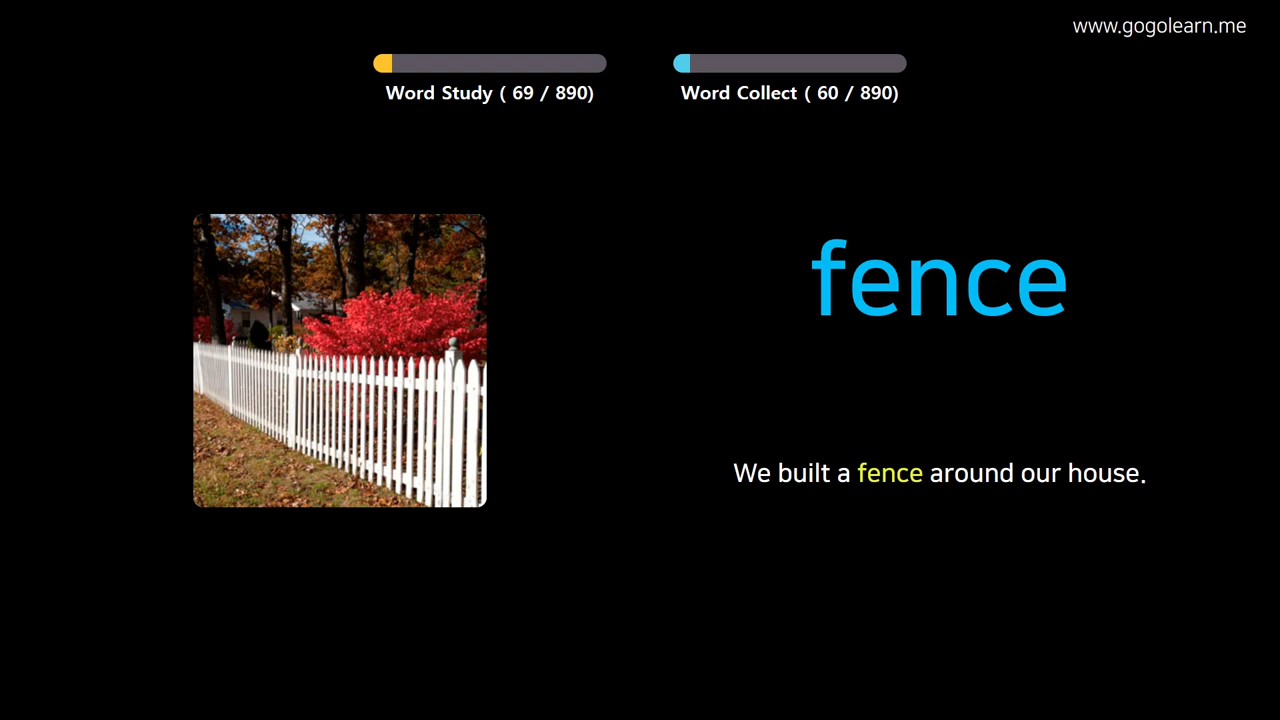 www.gogolearn.me
Word Study ( 69 / 890)
Word Collect ( 60 / 890)
fence
We built a fence around our house.